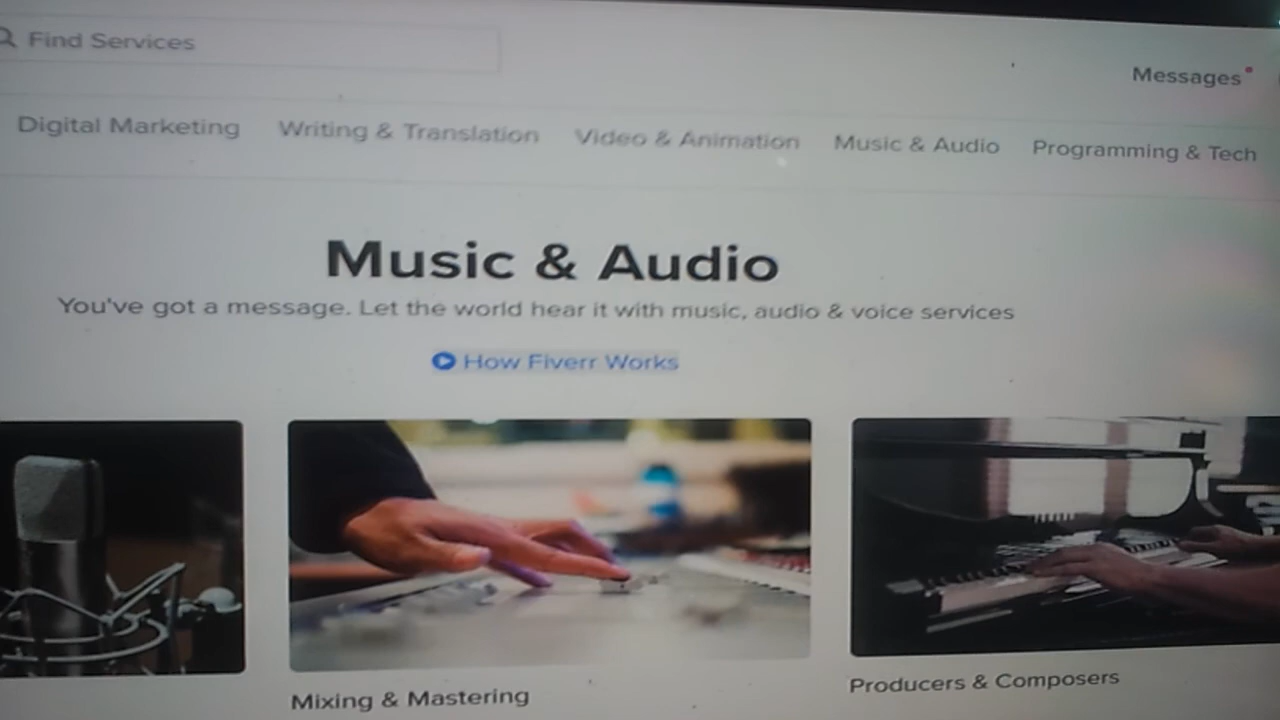 Find Services
Messages
Digital Marketing Writing & Translation Video & Animation Music & Audio Programming & Tech
Music & Audio
You've got a message. Let the world hear it with music, audio & voice services
How Fiverr Works
Mixing & Mastering
Producers & Composers